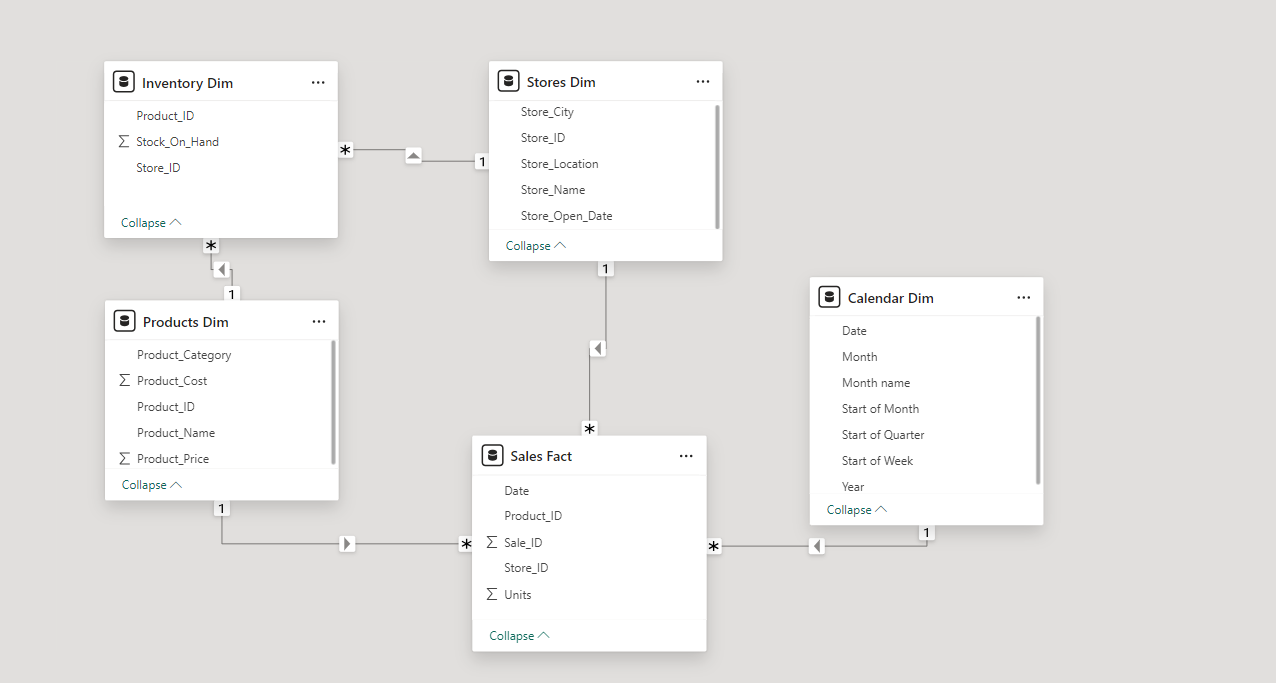 Inventory Dim
Product_ID
Stock_On_Hand
Store_ID
Collapse
*
1
Stores Dim
Store_City
Store_ID
Store_Location
Store_Name
Store_Open_Date
Collapse
*
1
Products Dim
Product_Category
Product_Cost
Product_ID
Product_Name
Product_Price
Collapse
1
*
1
*
Calendar Dim
Date
Month
Month name
Start of Month
Start of Quarter
Start of Week
Year
Collapse
1
*
Sales Fact
Date
Product_ID
Sale_ID
Store_ID
Units
Collapse